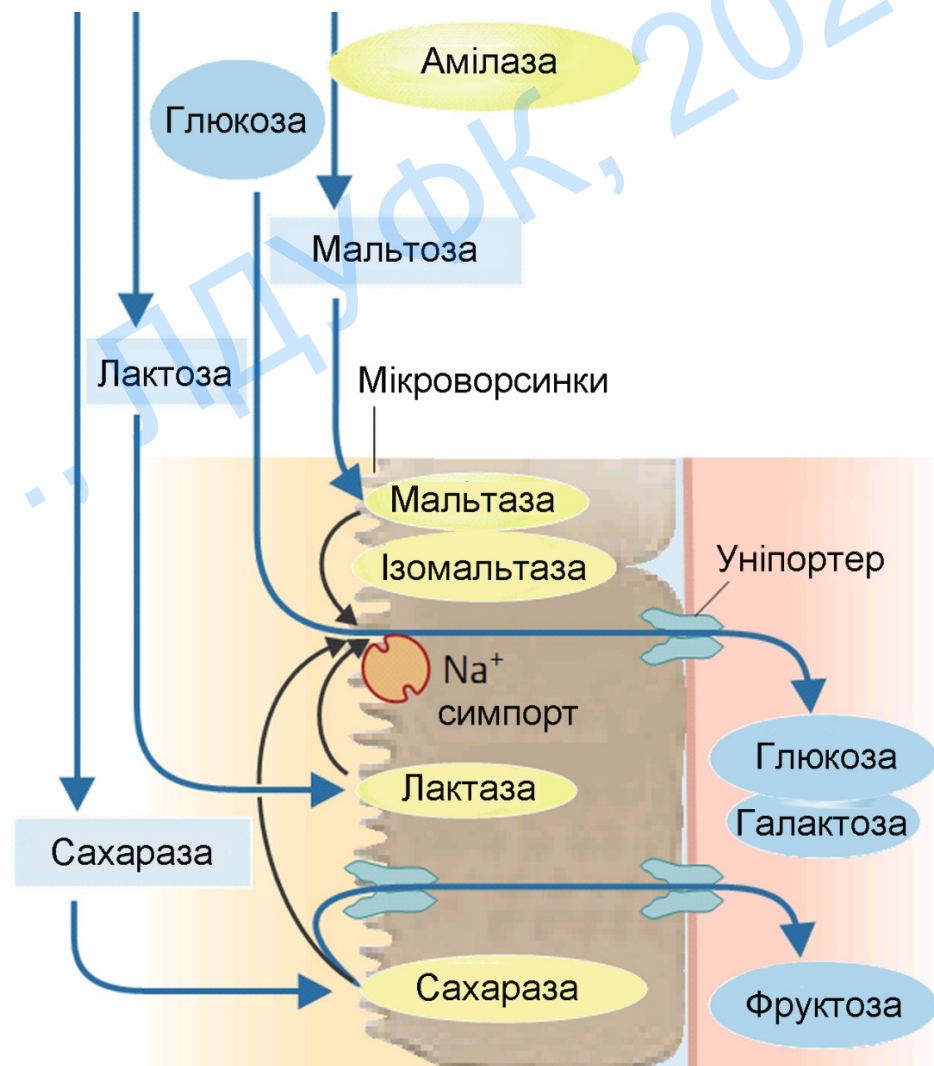 Амілаза
Глюкоза
Мальтоза
Лактоза
Мікроворсинки
Мальтаза
Ізомальтаза
Уніпортер
Na⁺
симпорт
Глюкоза
Лактаза
Галактоза
Сахараза
Сахараза
Фруктоза
., ЛДУФК, 202